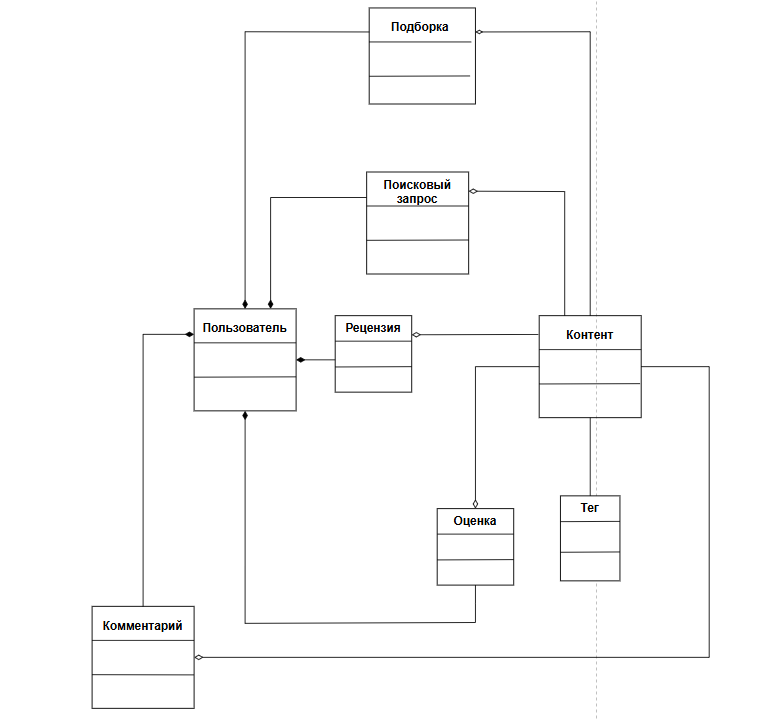 Подборка
Поисковый
запрос
Пользователь
Рецензия
Контент
Тег
Оценка
Комментарий